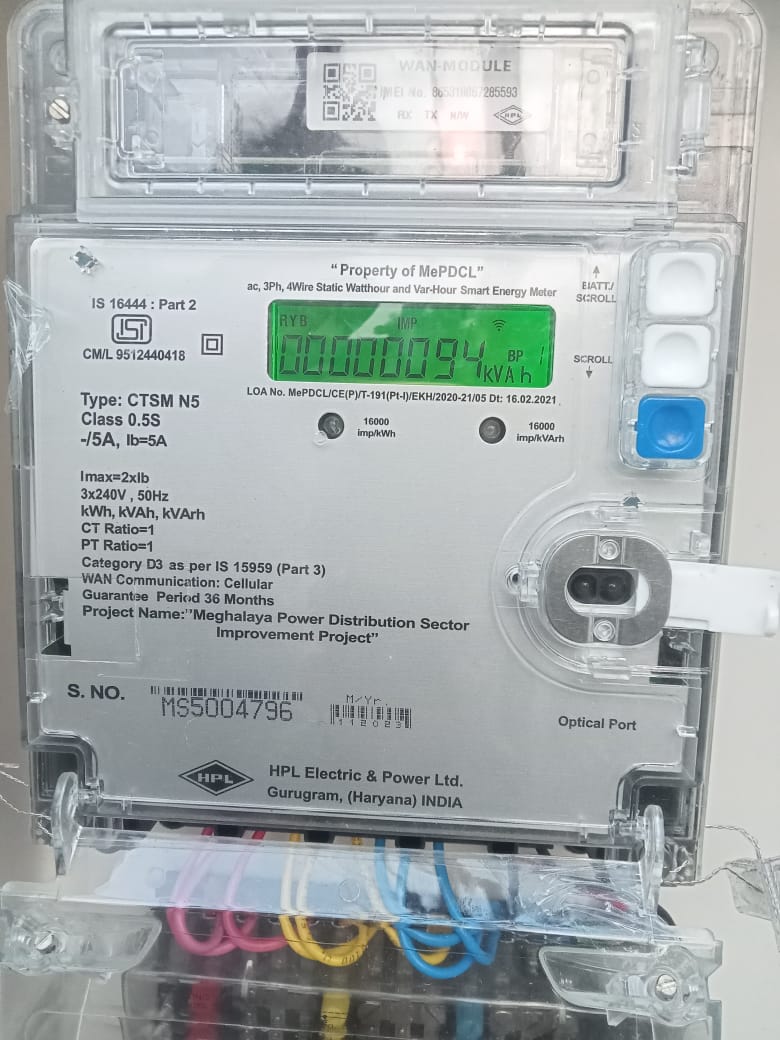 WAN-MODULE
IMEI No.
RX TX N/W
HPL
"Property of MePDCL"
ac, 3Ph, 4Wire Static Watthour and Var-Hour Smart Energy Meter
IS 16444 : Part 2
ISI
CM/L 9512440418
BATT./
SCROLL
RYB IMP
00000094 BP 1
kVAh
SCROLL
LOA No. MePDCL/CE(P)/T-191(Pt-I)/EKH/2020-21/05 Dt: 16.02.2021.
Type: CTSM N5
Class 0.5S
-/5A, Ib=5A
16000
imp/kWh
16000
imp/kVArh
Imax=2xIb
3x240V , 50Hz
kWh, kVAh, kVArh
CT Ratio=1
PT Ratio=1
Category D3 as per IS 15959 (Part 3)
WAN Communication: Cellular
Guarantee Period 36 Months
Project Name:"Meghalaya Power Distribution Sector
Improvement Project"
S. NO.
MS5004796
M/Yr.
112023
Optical Port
HPL
HPL Electric & Power Ltd.
Gurugram, (Haryana) INDIA